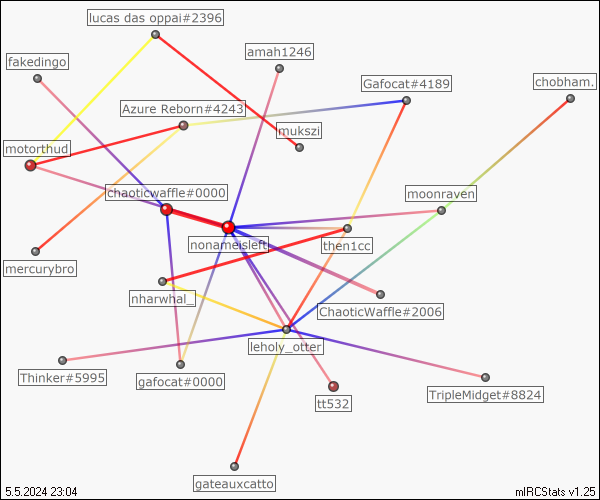 lucas das oppai#2396
amah1246
fakedingo
Gafocat#4189
chobham.
Azure Reborn#4243
mukszi
motorthud
chaoticwaffle#0000
moonraven
nonameisleft
then1cc
mercurybro
nharwhal_
ChaoticWaffle#2006
leholy_otter
Thinker#5995
gafocat#0000
TripleMidget#8824
tt532
gateauxcatto
5.5.2024 23:04
mIRCStats v1.25